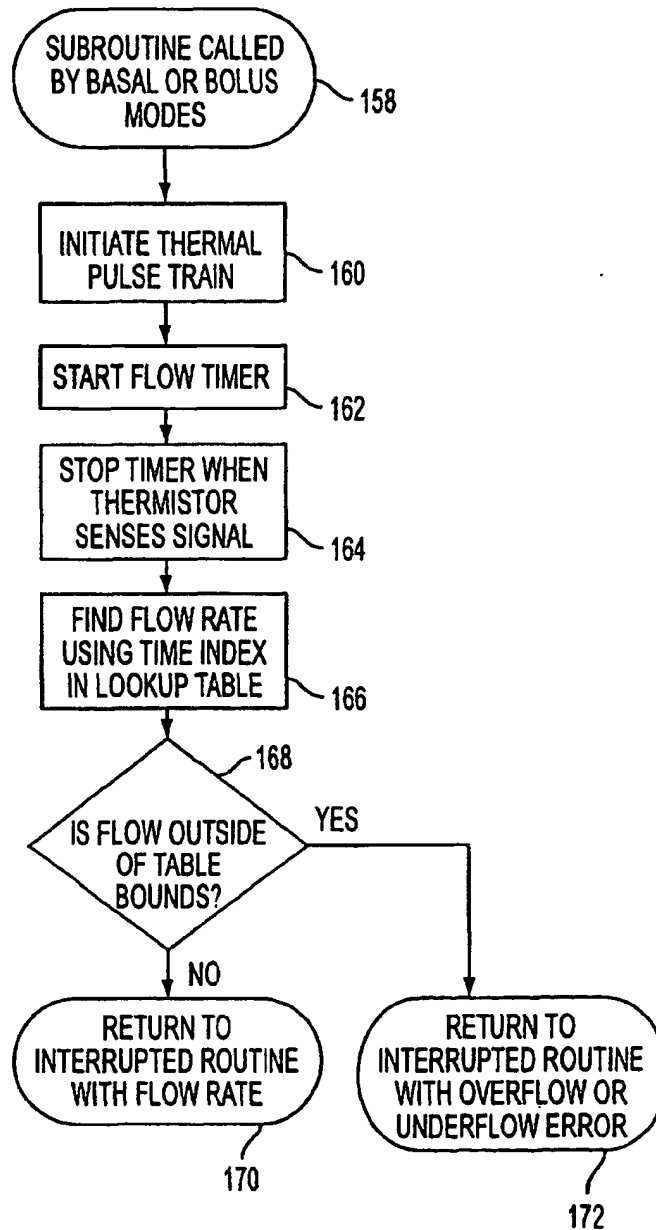 SUBROUTINE CALLED
BY BASAL OR BOLUS
MODES
158
INITIATE THERMAL
PULSE TRAIN
160
START FLOW TIMER
162
STOP TIMER WHEN
THERMISTOR
SENSES SIGNAL
164
FIND FLOW RATE
USING TIME INDEX
IN LOOKUP TABLE
166
168
IS FLOW OUTSIDE
OF TABLE
BOUNDS?
YES
NO
RETURN TO
INTERRUPTED ROUTINE
WITH FLOW RATE
170
RETURN TO
INTERRUPTED ROUTINE
WITH OVERFLOW OR
UNDERFLOW ERROR
172